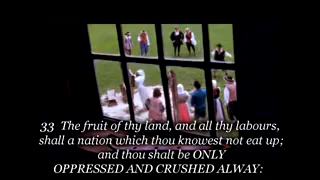 33 The fruit of thy land, and all thy labours,
shall a nation which thou knowest not eat up;
and thou shalt be ONLY
OPPRESSED AND CRUSHED ALWAY: